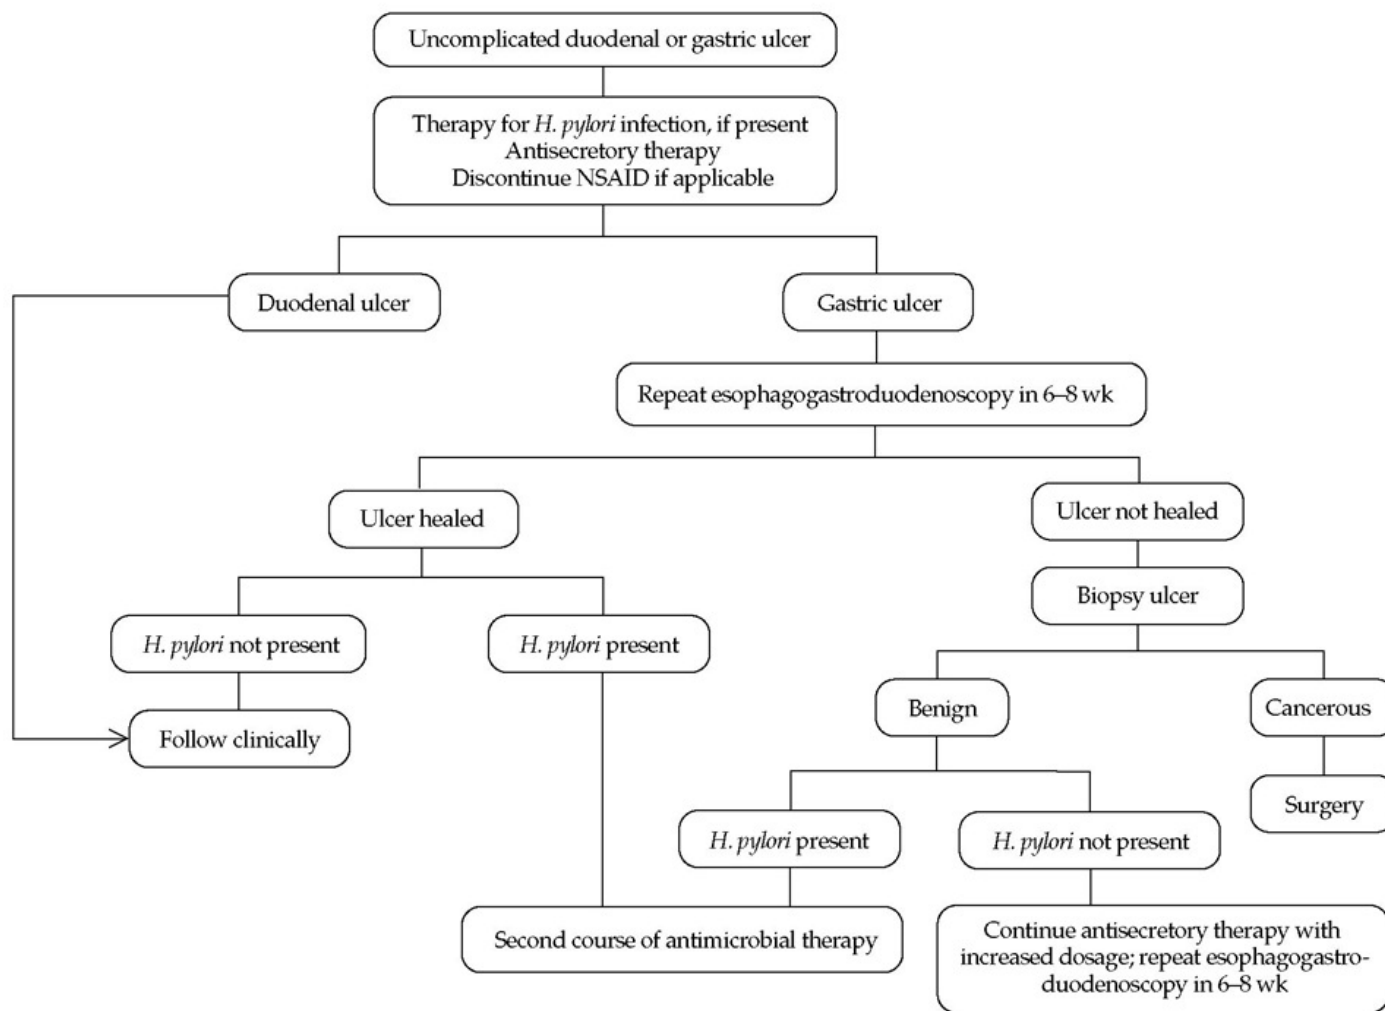 Uncomplicated duodenal or gastric ulcer
Therapy for H. pylori infection, if present
Antisecretory therapy
Discontinue NSAID if applicable
Duodenal ulcer
Gastric ulcer
Repeat esophagogastroduodenoscopy in 6–8 wk
Ulcer healed
Ulcer not healed
Biopsy ulcer
H. pylori not present
H. pylori present
Benign
Cancerous
Follow clinically
Surgery
H. pylori present
H. pylori not present
Second course of antimicrobial therapy
Continue antisecretory therapy with
increased dosage; repeat esophagogastro-
duodenoscopy in 6–8 wk